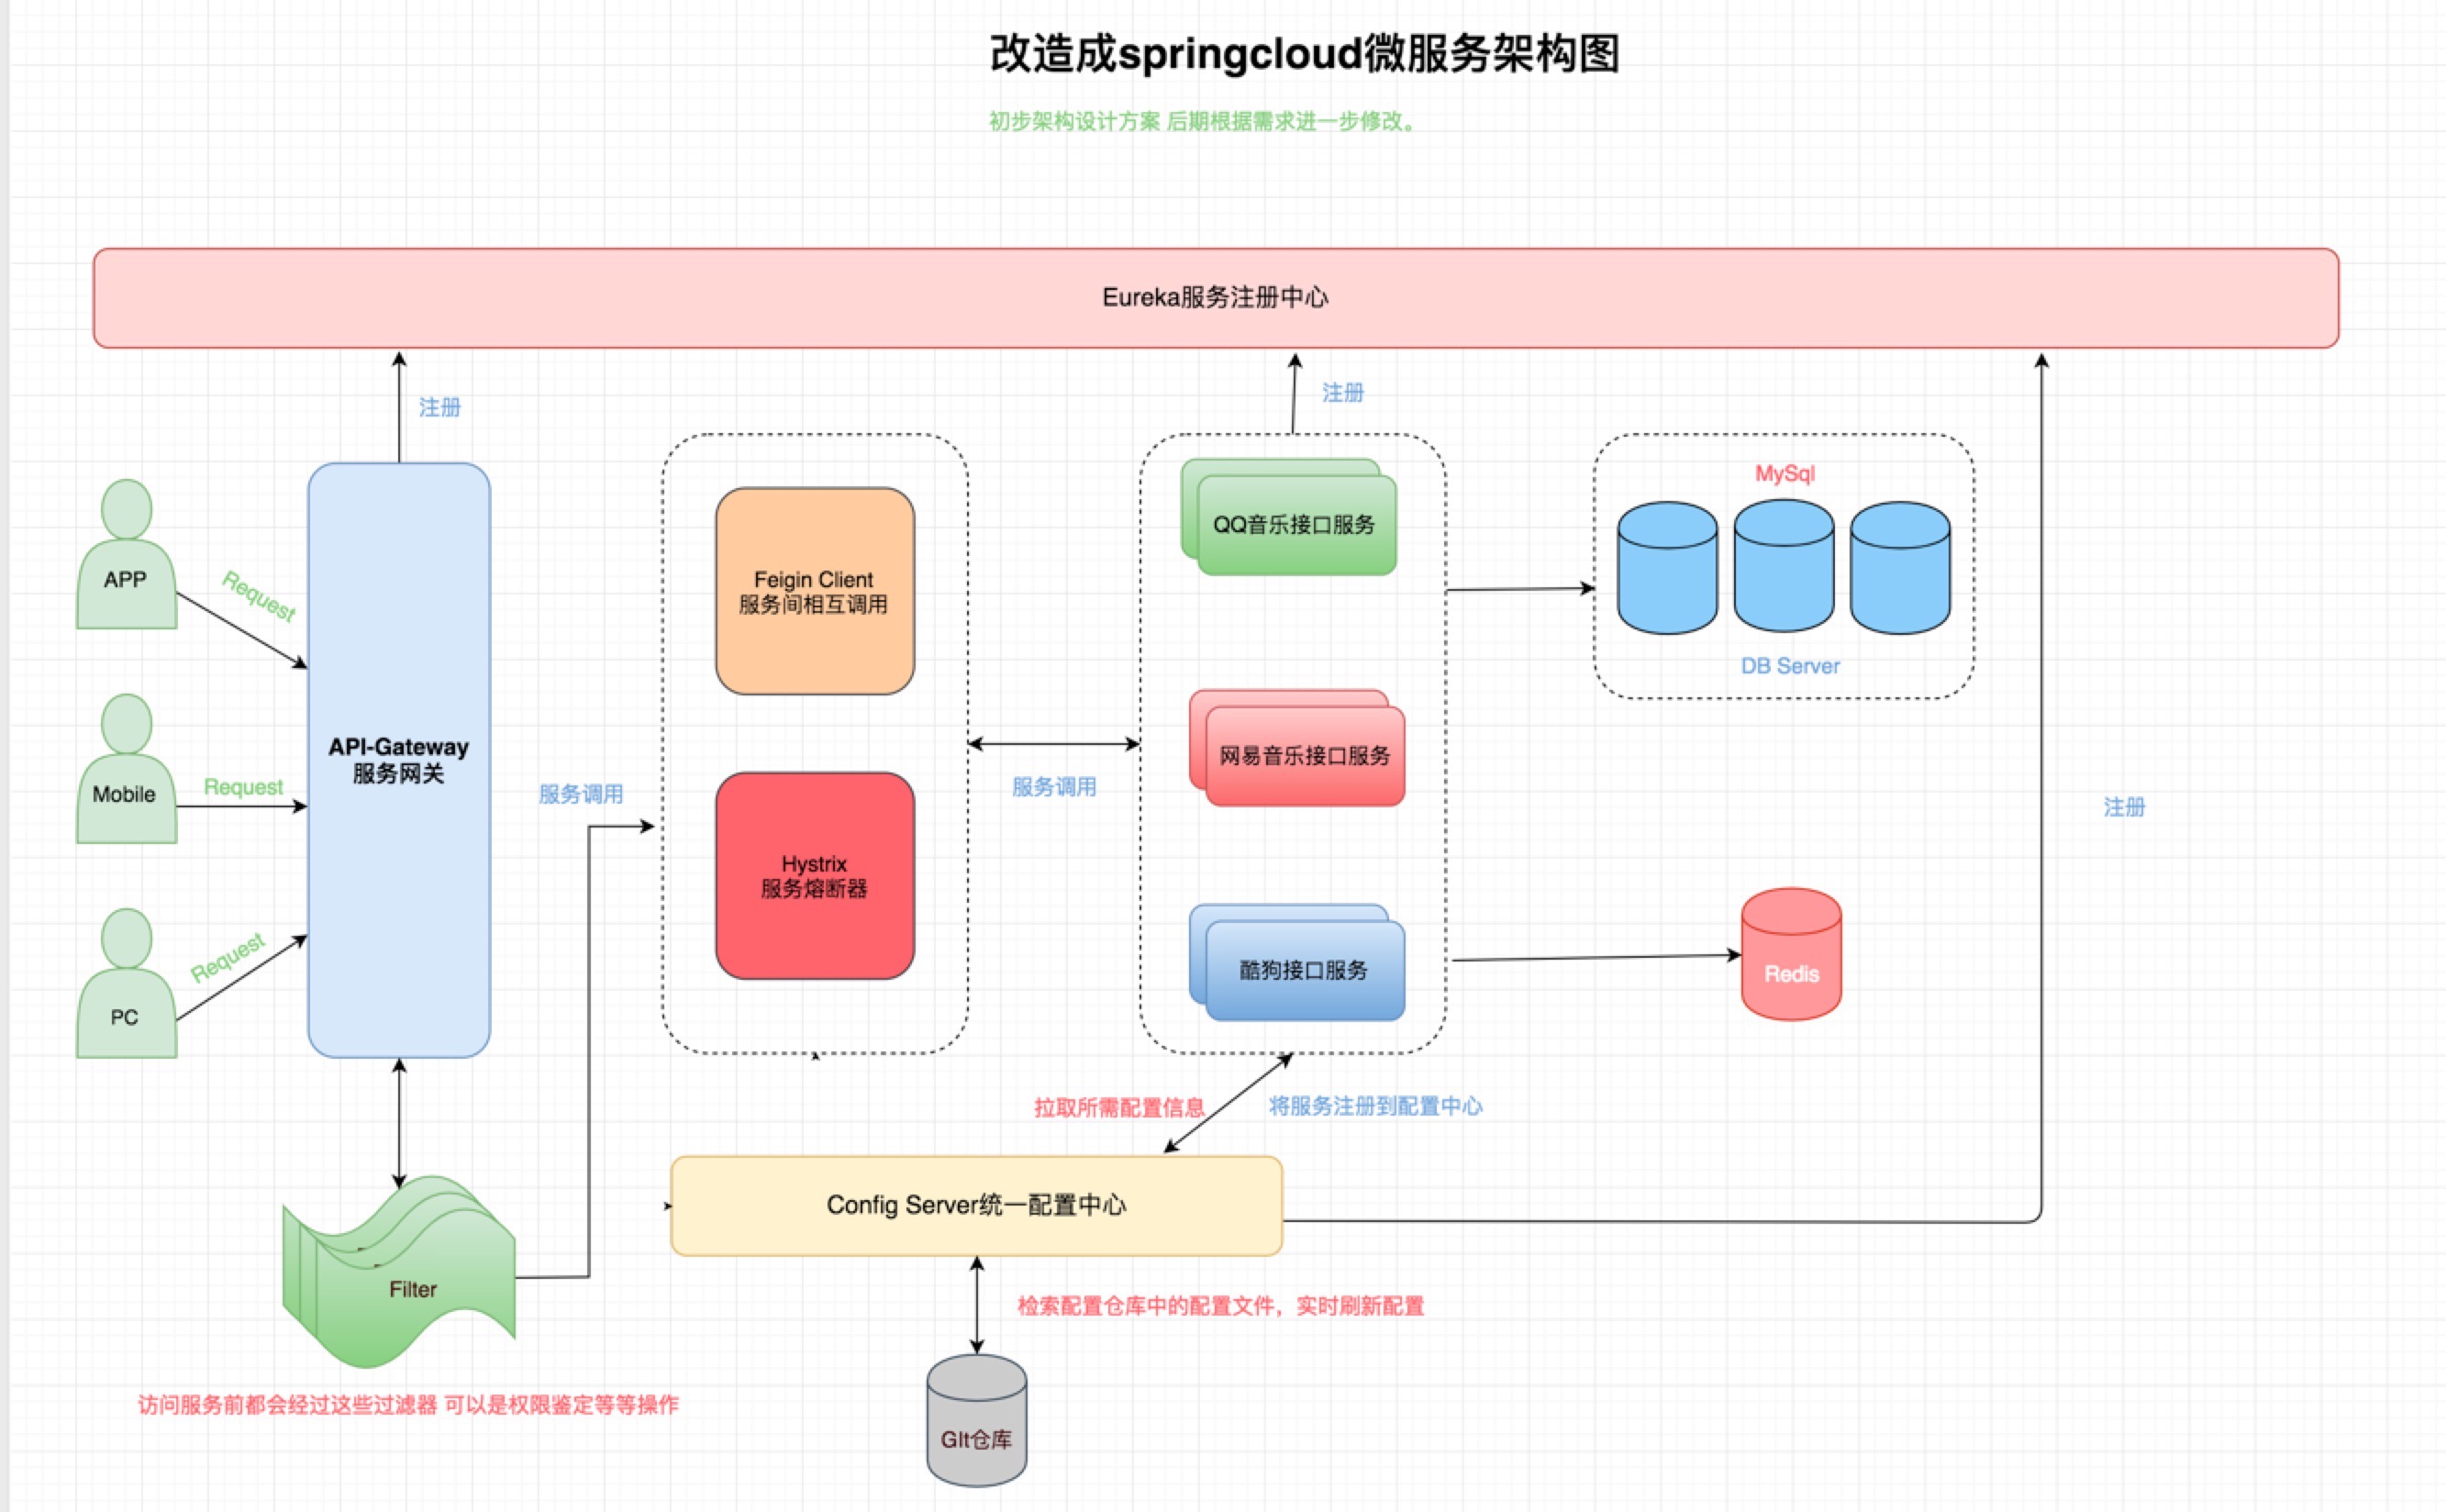 改造成springcloud微服务架构图
初步架构设计方案 后期根据需求进一步修改。
Eureka服务注册中心
注册
注册
MySql
QQ音乐接口服务
APP
Request
Feigin Client
服务间相互调用
DB Server
API-Gateway
服务网关
网易音乐接口服务
Mobile
Request
服务调用
服务调用
注册
Hystrix
服务熔断器
Request
酷狗接口服务
Redis
PC
拉取所需配置信息
将服务注册到配置中心
Config Server统一配置中心
Filter
检索配置仓库中的配置文件，实时刷新配置
访问服务前都会经过这些过滤器 可以是权限鉴定等等操作
GIt仓库